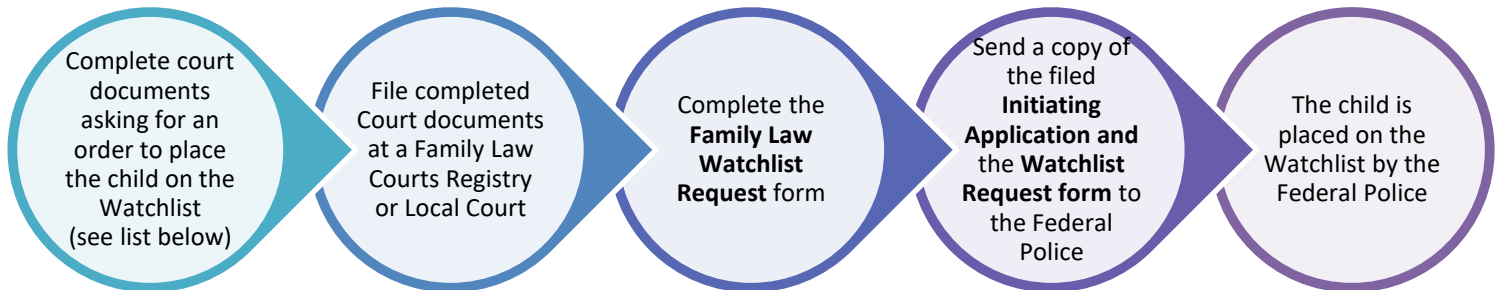 Complete court
documents
asking for an
order to place
the child on the
Watchlist
(see list below)
File completed
Court documents
at a Family Law
Courts Registry
or Local Court
Complete the
Family Law
Watchlist
Request form
Send a copy of
the filed
Initiating
Application and
the Watchlist
Request form to
the Federal
Police
The child is
placed on the
Watchlist by the
Federal Police